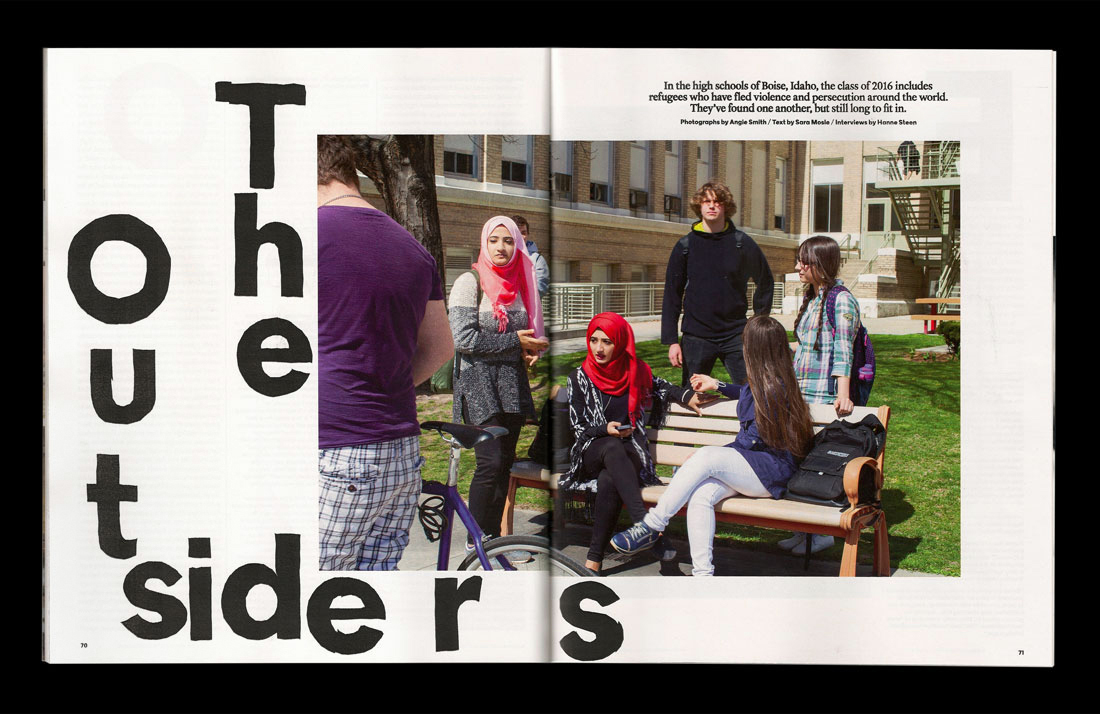 The
Outsiders
In the high schools of Boise, Idaho, the class of 2016 includes
refugees who have fled violence and persecution around the world.
They've found one another, but still long to fit in.
Photographs by Angie Smith / Text by Sara Mosle / Interviews by Hanne Steen
70
71